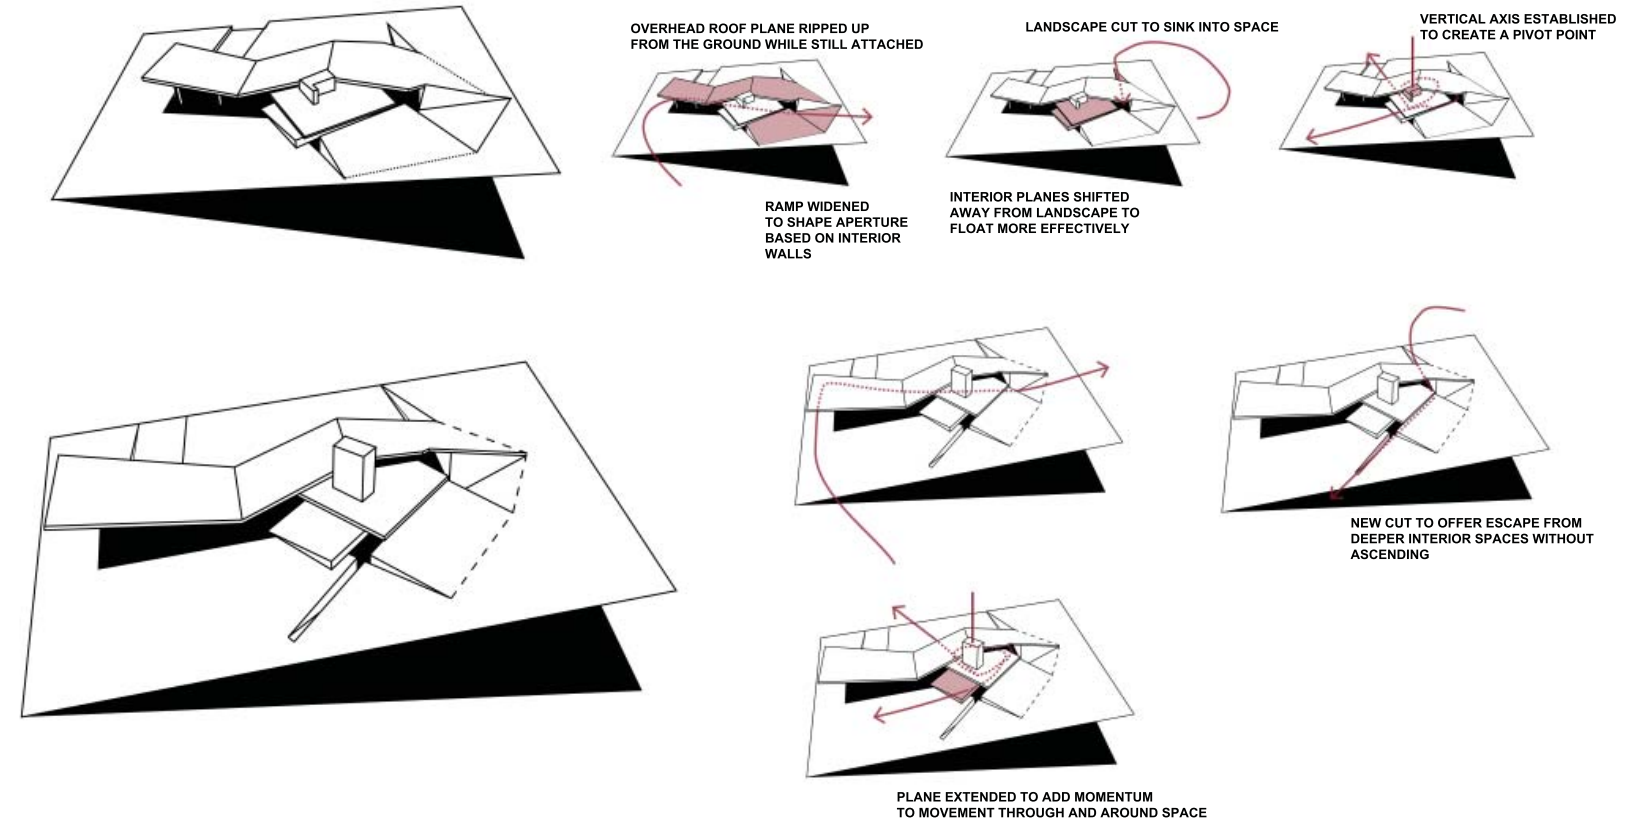 OVERHEAD ROOF PLANE RIPPED UP
FROM THE GROUND WHILE STILL ATTACHED
LANDSCAPE CUT TO SINK INTO SPACE
VERTICAL AXIS ESTABLISHED
TO CREATE A PIVOT POINT
RAMP WIDENED
TO SHAPE APERTURE
BASED ON INTERIOR
WALLS
INTERIOR PLANES SHIFTED
AWAY FROM LANDSCAPE TO
FLOAT MORE EFFECTIVELY
NEW CUT TO OFFER ESCAPE FROM
DEEPER INTERIOR SPACES WITHOUT
ASCENDING
PLANE EXTENDED TO ADD MOMENTUM
TO MOVEMENT THROUGH AND AROUND SPACE